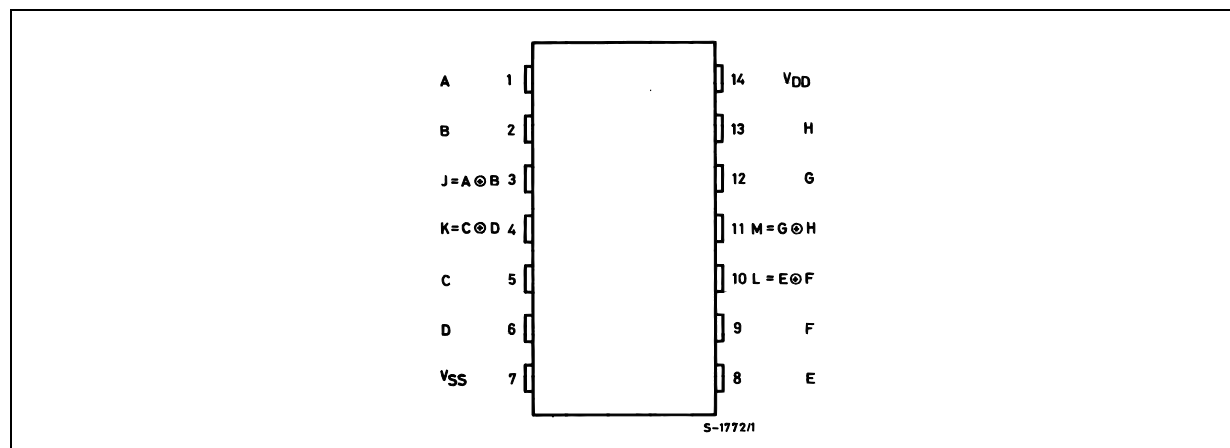 A 1 14 VDD
B 2 13 H
J=A⊕B 3 12 G
K=C⊕D 4 11 M=G⊕H
C 5 10 L=E⊕F
D 6 9 F
VSS 7 8 E
S-1772/1